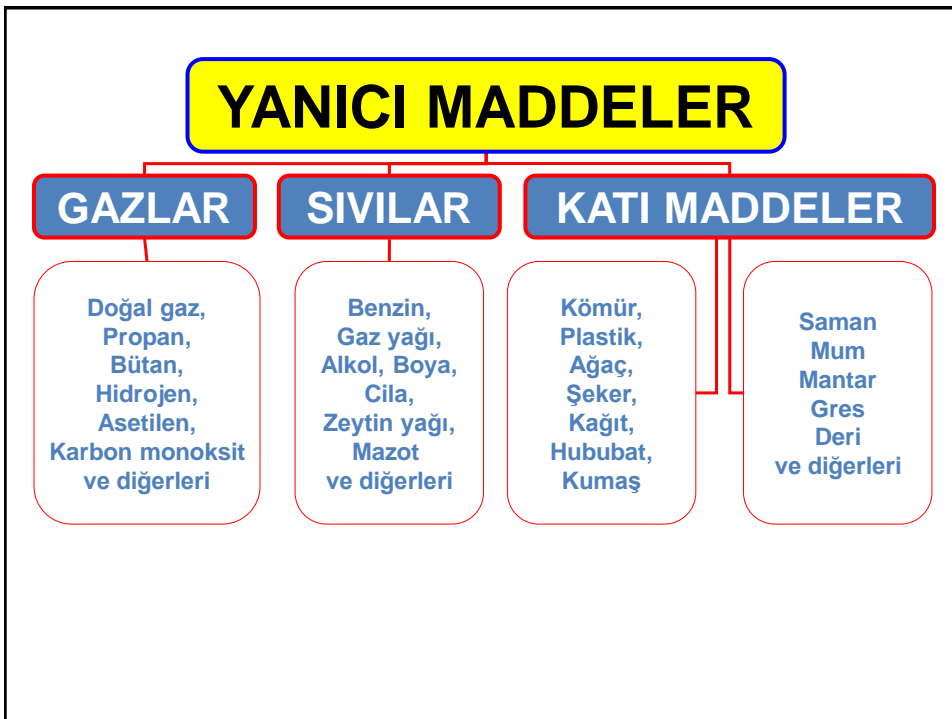 YANICI MADDELER
GAZLAR
SIVILAR
KATI MADDELER
Doğal gaz,
Propan,
Bütan,
Hidrojen,
Asetilen,
Karbon monoksit
ve diğerleri
Benzin,
Gaz yağı,
Alkol, Boya,
Cila,
Zeytin yağı,
Mazot
ve diğerleri
Kömür,
Plastik,
Ağaç,
Şeker,
Kağıt,
Hububat,
Kumaş
Saman
Mum
Mantar
Gres
Deri
ve diğerleri